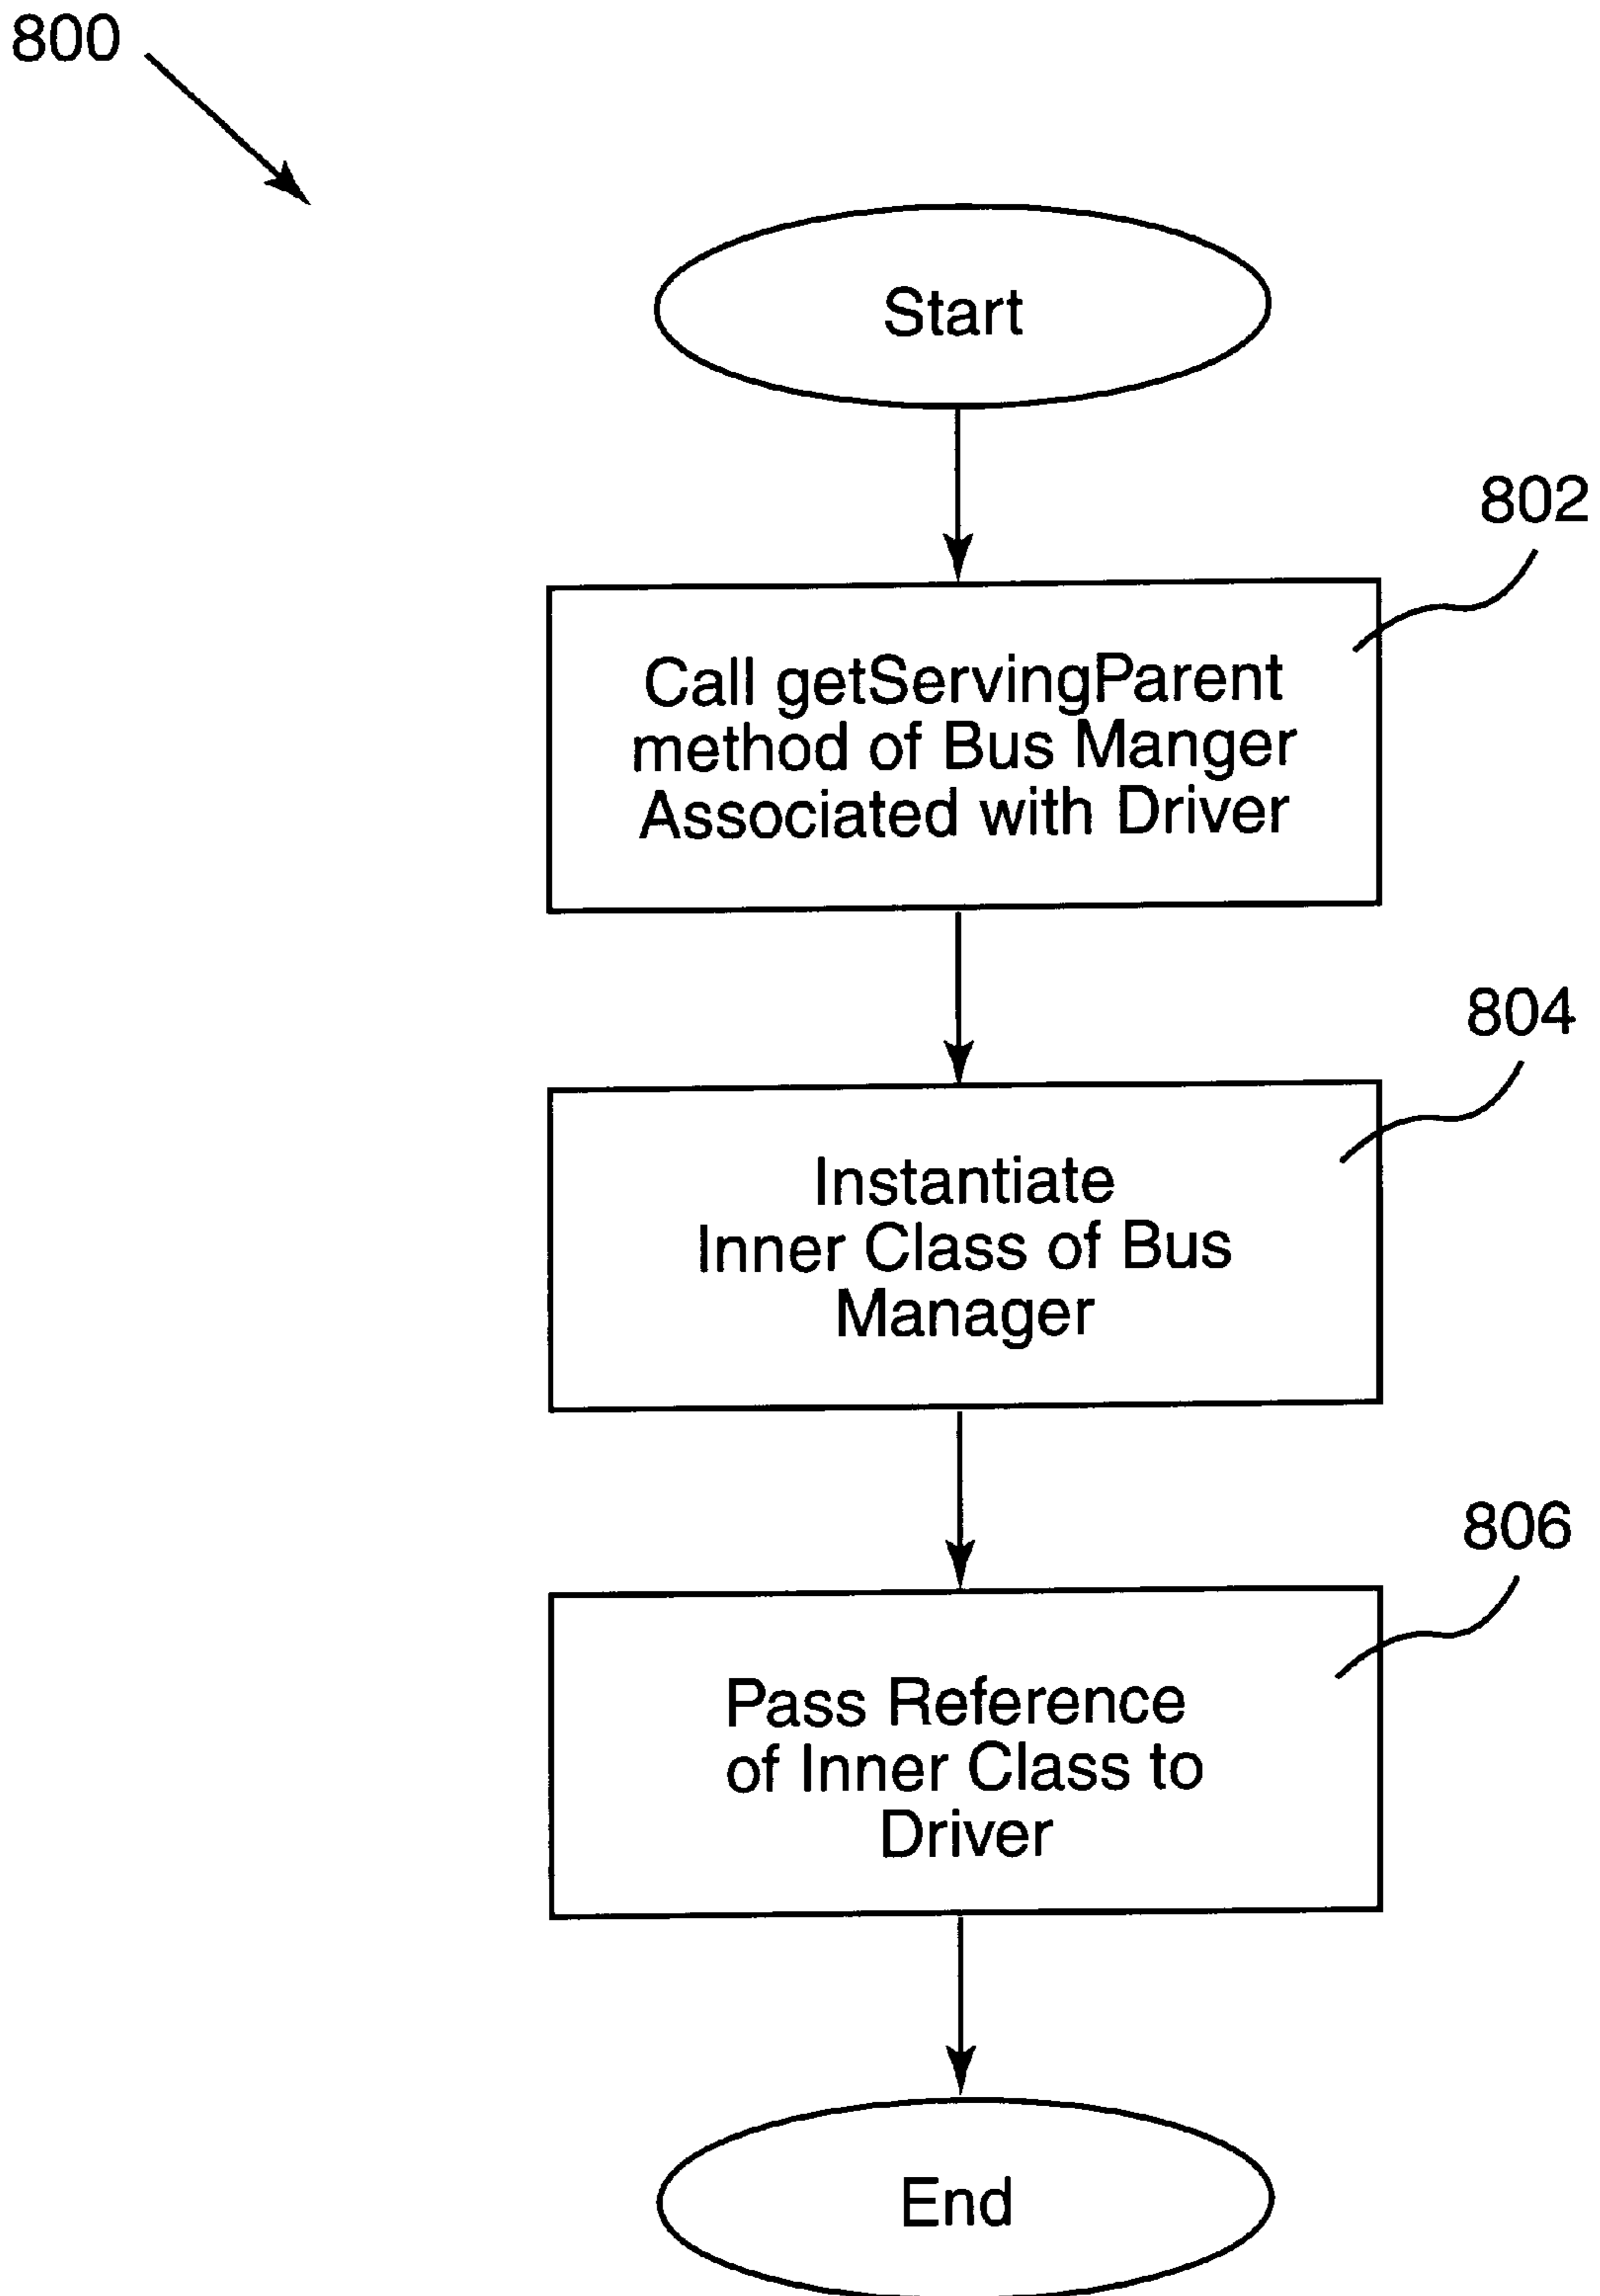 800
Start
802
Call getServingParent
method of Bus Manger
Associated with Driver
804
Instantiate
Inner Class of Bus
Manager
806
Pass Reference
of Inner Class to
Driver
End